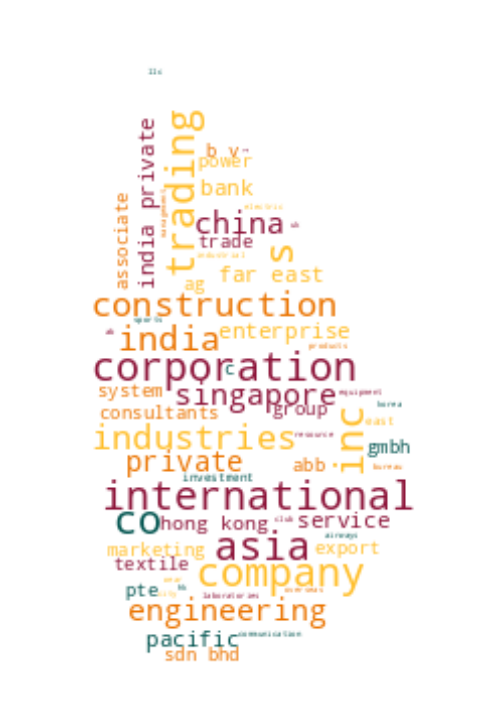 llc
trading
india private
b v
power
bank
associate
electric
management
china
uk
trade
s
industrial
far east
ag
construction
sports
enterprise
india
products
corporation
c
system
singapore
equipment
group
korea
consultants
inc
east
industries
resource
gmbh
private
abb
bureau
investment
international
co
hong kong
club
service
asia
airways
marketing
export
textile
company
pte
hk
overseas
laboratories
engineering
pacific
communication
sdn bhd